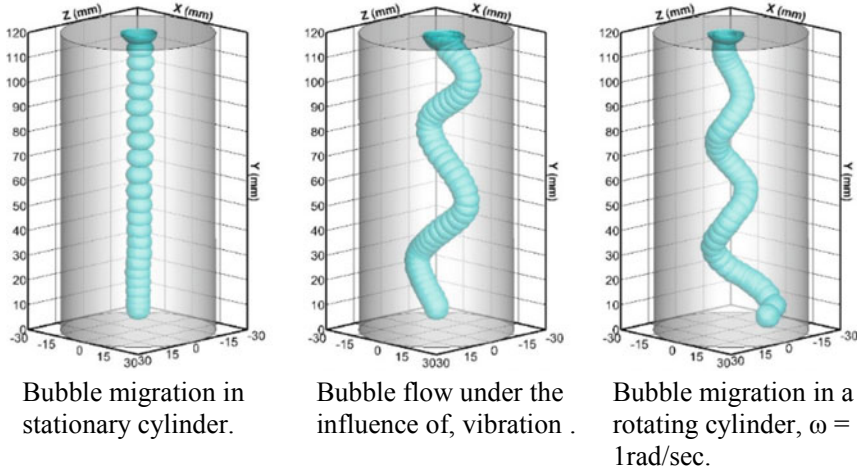 Z (mm) X (mm) Z (mm) X (mm) Z (mm) X (mm)
120 120 120
110 110 110
100 100 100
90 90 90
80 80 80
70 70 70
60 60 60
50 50 50
40 40 40
30 30 30
20 20 20
10 10 10
0 0 0
Y (mm) Y (mm) Y (mm)
-30 -15 0 15 30 30 15 0 -15 -30
-30 -15 0 15 30 30 15 0 -15 -30
-30 -15 0 15 30 30 15 0 -15 -30
Bubble migration in
stationary cylinder.
Bubble flow under the
influence of, vibration .
Bubble migration in a
rotating cylinder, ω =
1rad/sec.